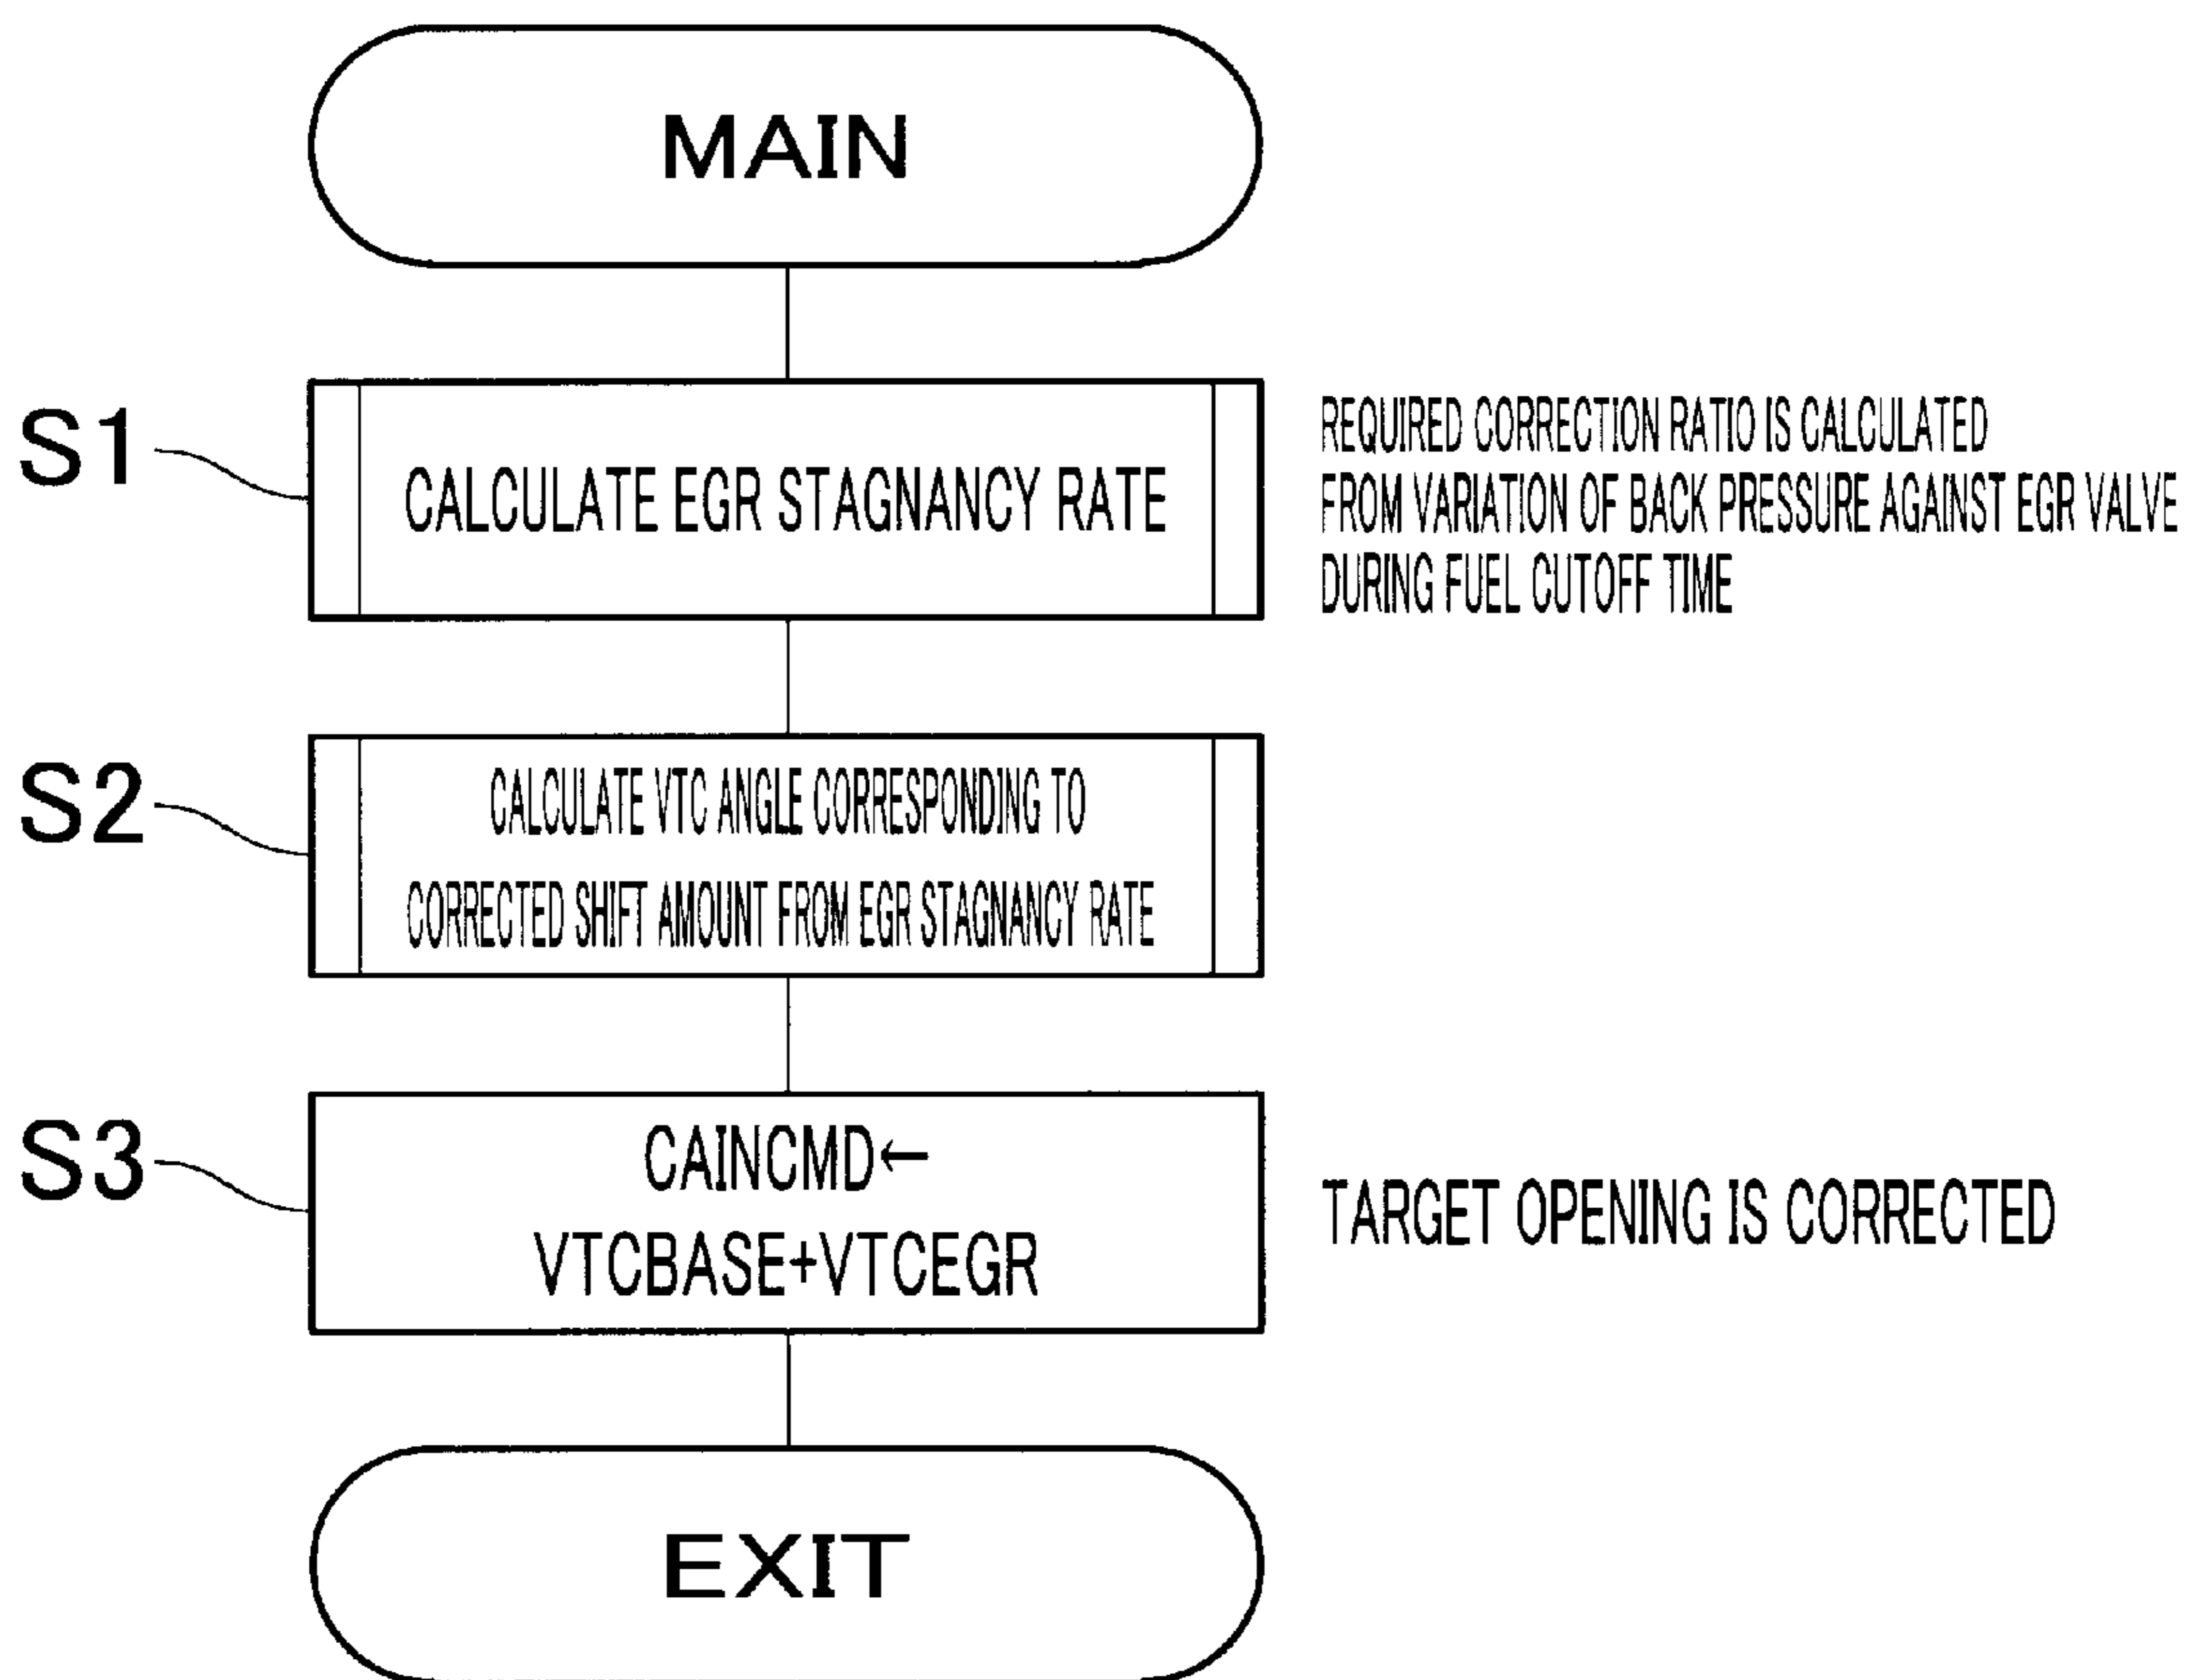 MAIN
S1
CALCULATE EGR STAGNANCY RATE
REQUIRED CORRECTION RATIO IS CALCULATED
FROM VARIATION OF BACK PRESSURE AGAINST EGR VALVE
DURING FUEL CUTOFF TIME
S2
CALCULATE VTC ANGLE CORRESPONDING TO
CORRECTED SHIFT AMOUNT FROM EGR STAGNANCY RATE
S3
CAINCMD←
VTCBASE+VTCEGR
TARGET OPENING IS CORRECTED
EXIT